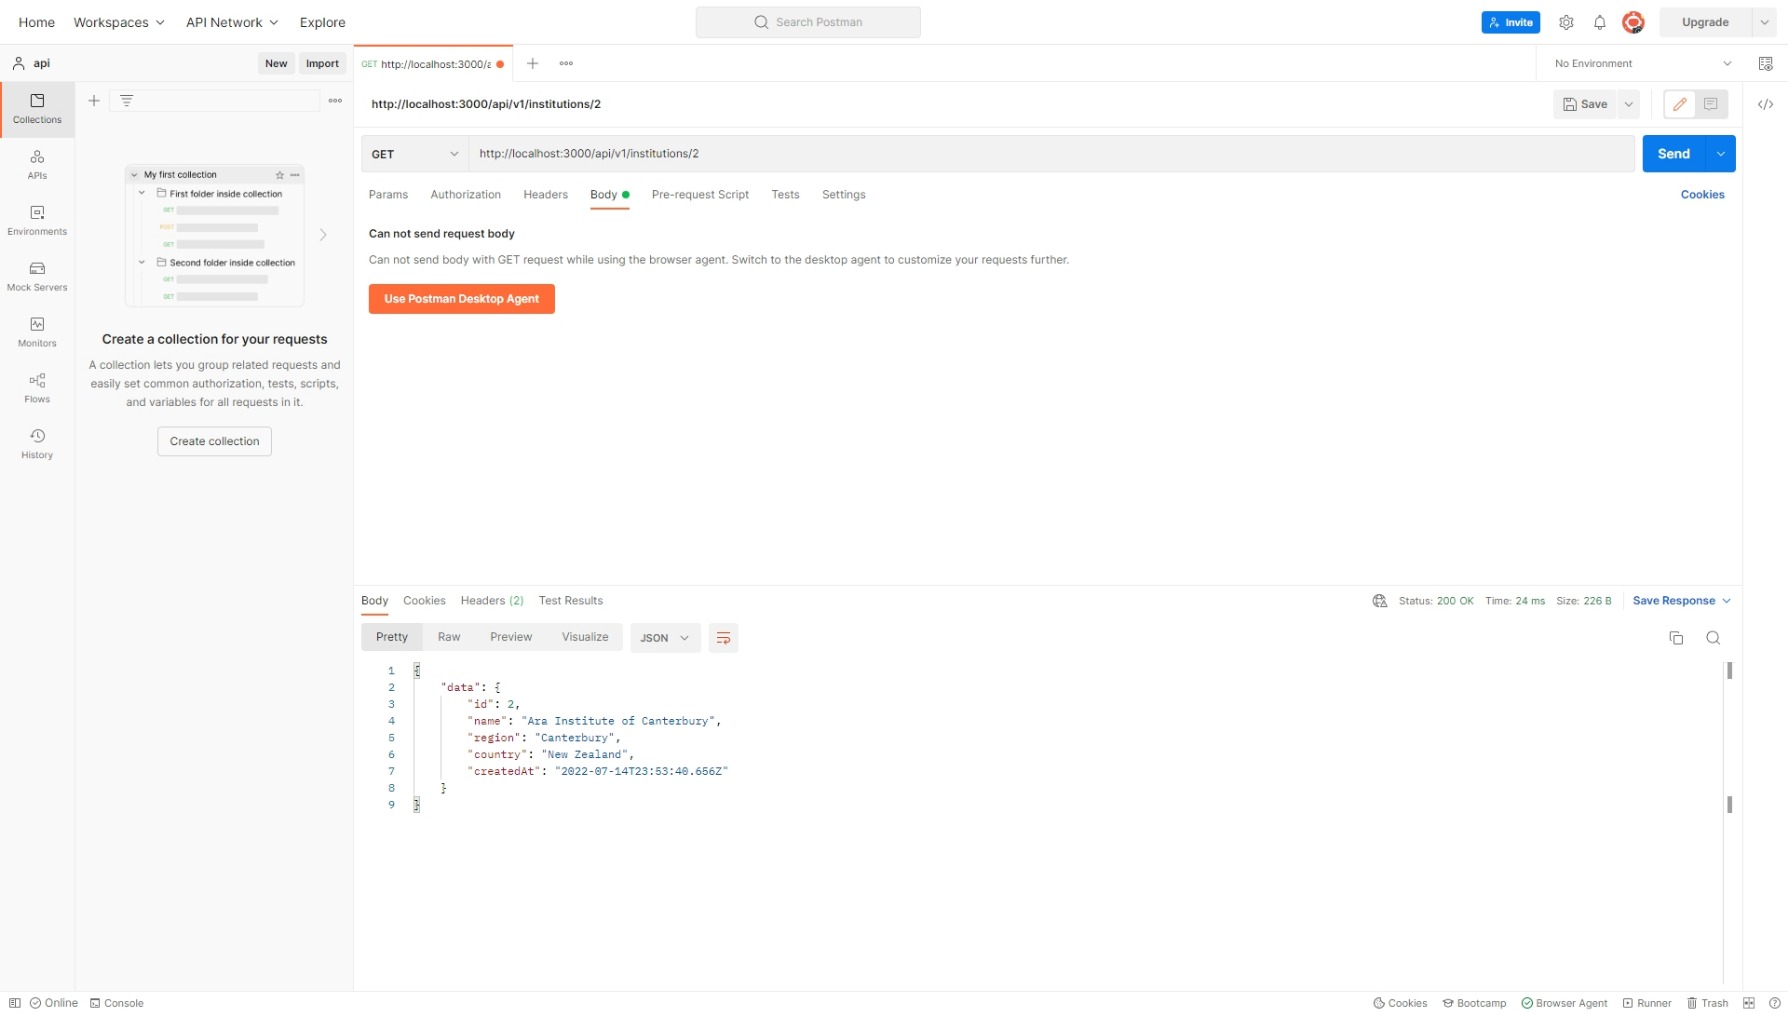 Home Workspaces API Network Explore
Search Postman
Invite
Upgrade
api
New Import
GET http://localhost:3000/a
No Environment
Collections
APIs
Environments
Mock Servers
Monitors
Flows
History
My first collection
First folder inside collection
GET
POST
GET
Second folder inside collection
GET
GET
Create a collection for your requests
A collection lets you group related requests and
easily set common authorization, tests, scripts,
and variables for all requests in it.
Create collection
http://localhost:3000/api/v1/institutions/2
Save
</>
GET http://localhost:3000/api/v1/institutions/2 Send
Params Authorization Headers Body Pre-request Script Tests Settings Cookies
Can not send request body
Can not send body with GET request while using the browser agent. Switch to the desktop agent to customize your requests further.
Use Postman Desktop Agent
Body Cookies Headers (2) Test Results
Status: 200 OK Time: 24 ms Size: 226 B Save Response
Pretty Raw Preview Visualize JSON
1 {
2 "data": {
3 "id": 2,
4 "name": "Ara Institute of Canterbury",
5 "region": "Canterbury",
6 "country": "New Zealand",
7 "createdAt": "2022-07-14T23:53:40.656Z"
8 }
9 }
Online Console
Cookies Bootcamp Browser Agent Runner Trash